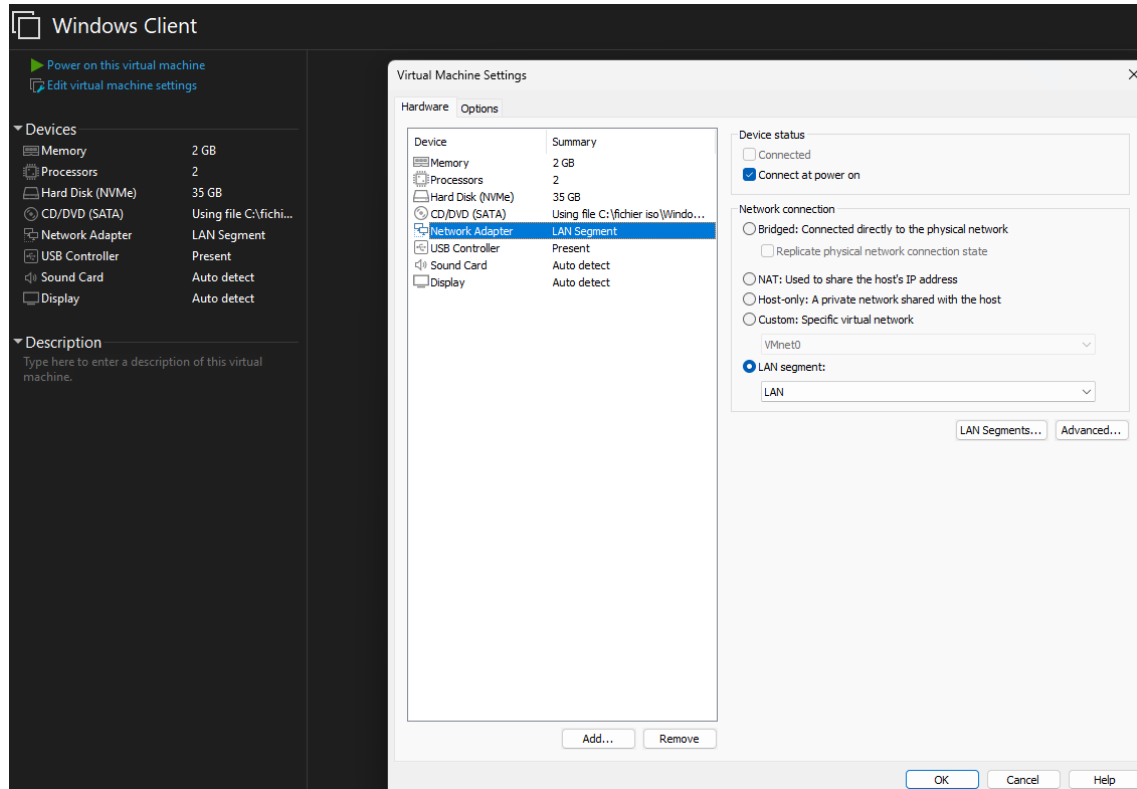 Windows Client
Power on this virtual machine
Edit virtual machine settings
Devices
Memory 2 GB
Processors 2
Hard Disk (NVMe) 35 GB
CD/DVD (SATA) Using file C:\fichi...
Network Adapter LAN Segment
USB Controller Present
Sound Card Auto detect
Display Auto detect
Description
Type here to enter a description of this virtual
machine.
Virtual Machine Settings
Hardware Options
Device Summary
Memory 2 GB
Processors 2
Hard Disk (NVMe) 35 GB
CD/DVD (SATA) Using file C:\fichier iso\Windo...
Network Adapter LAN Segment
USB Controller Present
Sound Card Auto detect
Display Auto detect
Add... Remove
Device status
Connected
Connect at power on
Network connection
Bridged: Connected directly to the physical network
Replicate physical network connection state
NAT: Used to share the host's IP address
Host-only: A private network shared with the host
Custom: Specific virtual network
VMnet0
LAN segment:
LAN
LAN Segments... Advanced...
OK Cancel Help